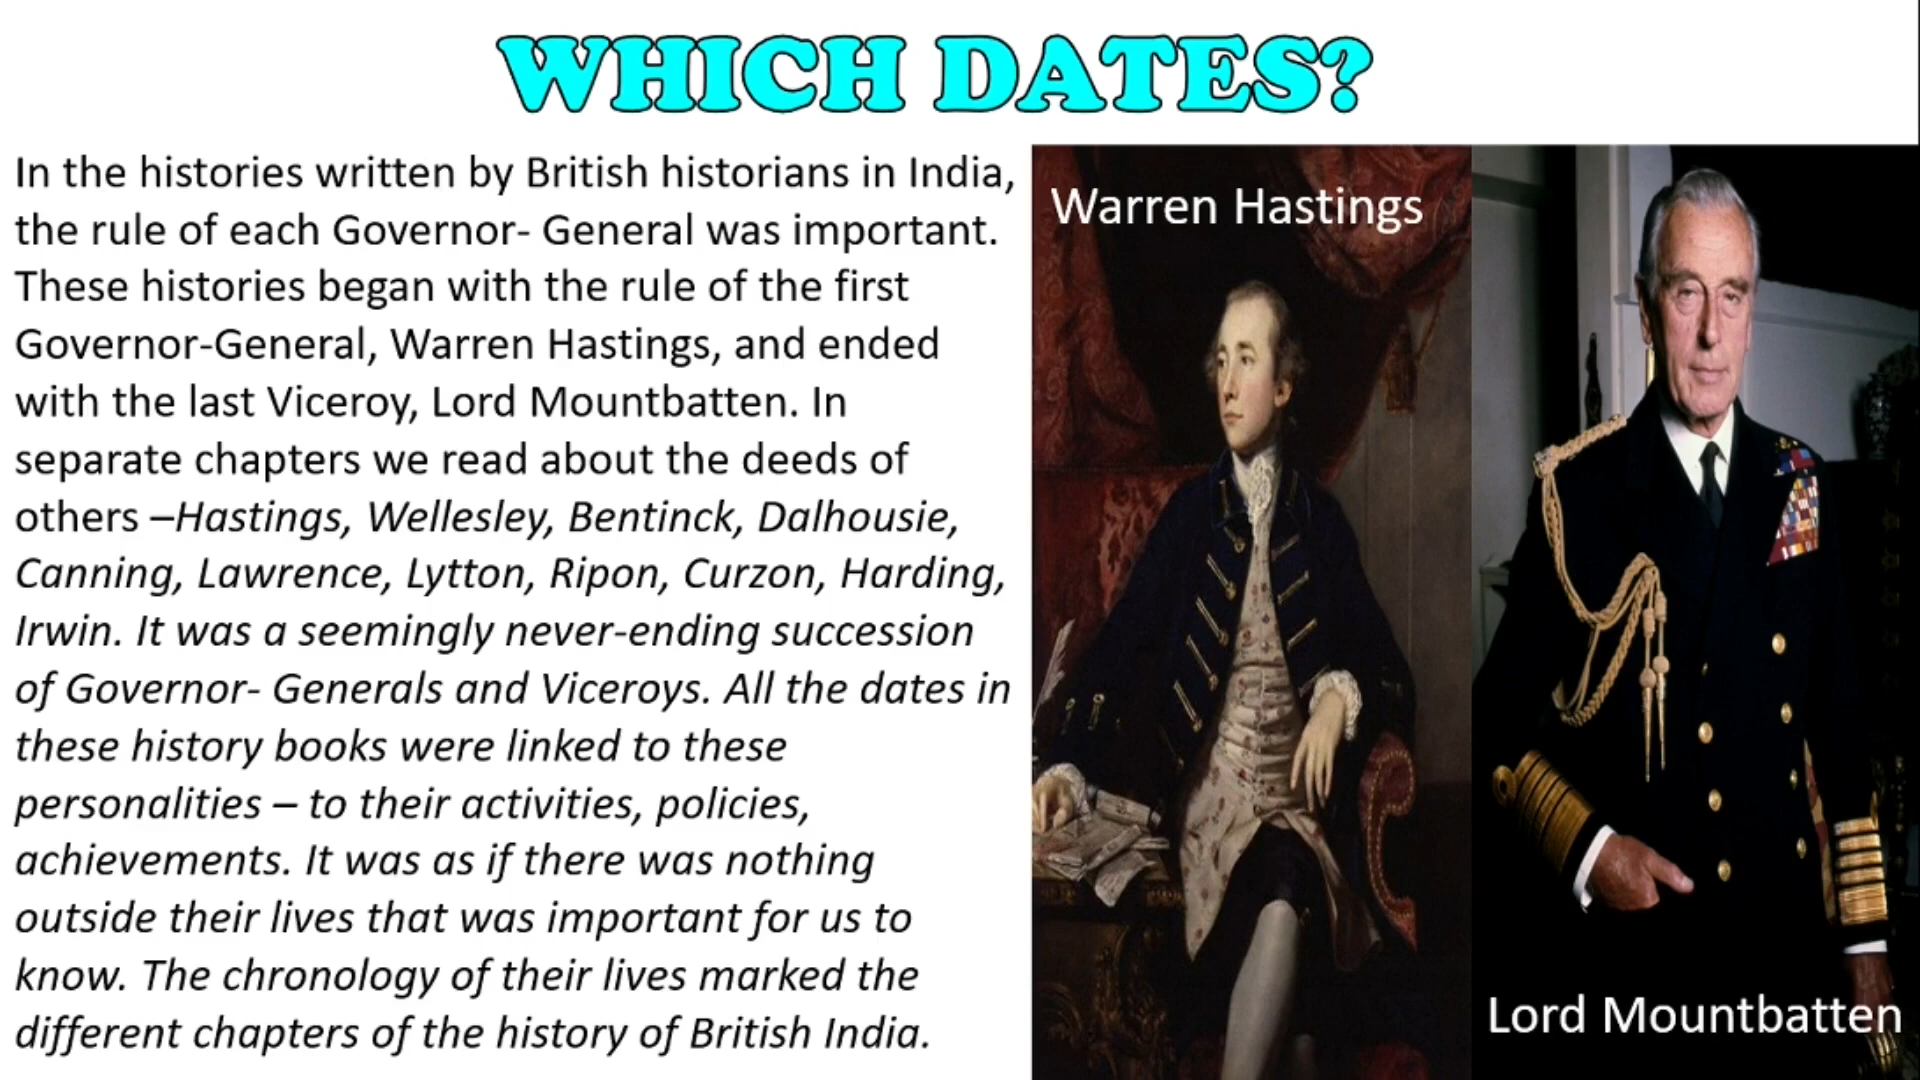 WHICH DATES?
In the histories written by British historians in India,
the rule of each Governor- General was important.
These histories began with the rule of the first
Governor-General, Warren Hastings, and ended
with the last Viceroy, Lord Mountbatten. In
separate chapters we read about the deeds of
others –Hastings, Wellesley, Bentinck, Dalhousie,
Canning, Lawrence, Lytton, Ripon, Curzon, Harding,
Irwin. It was a seemingly never-ending succession
of Governor- Generals and Viceroys. All the dates in
these history books were linked to these
personalities – to their activities, policies,
achievements. It was as if there was nothing
outside their lives that was important for us to
know. The chronology of their lives marked the
different chapters of the history of British India.
Warren Hastings
Lord Mountbatten